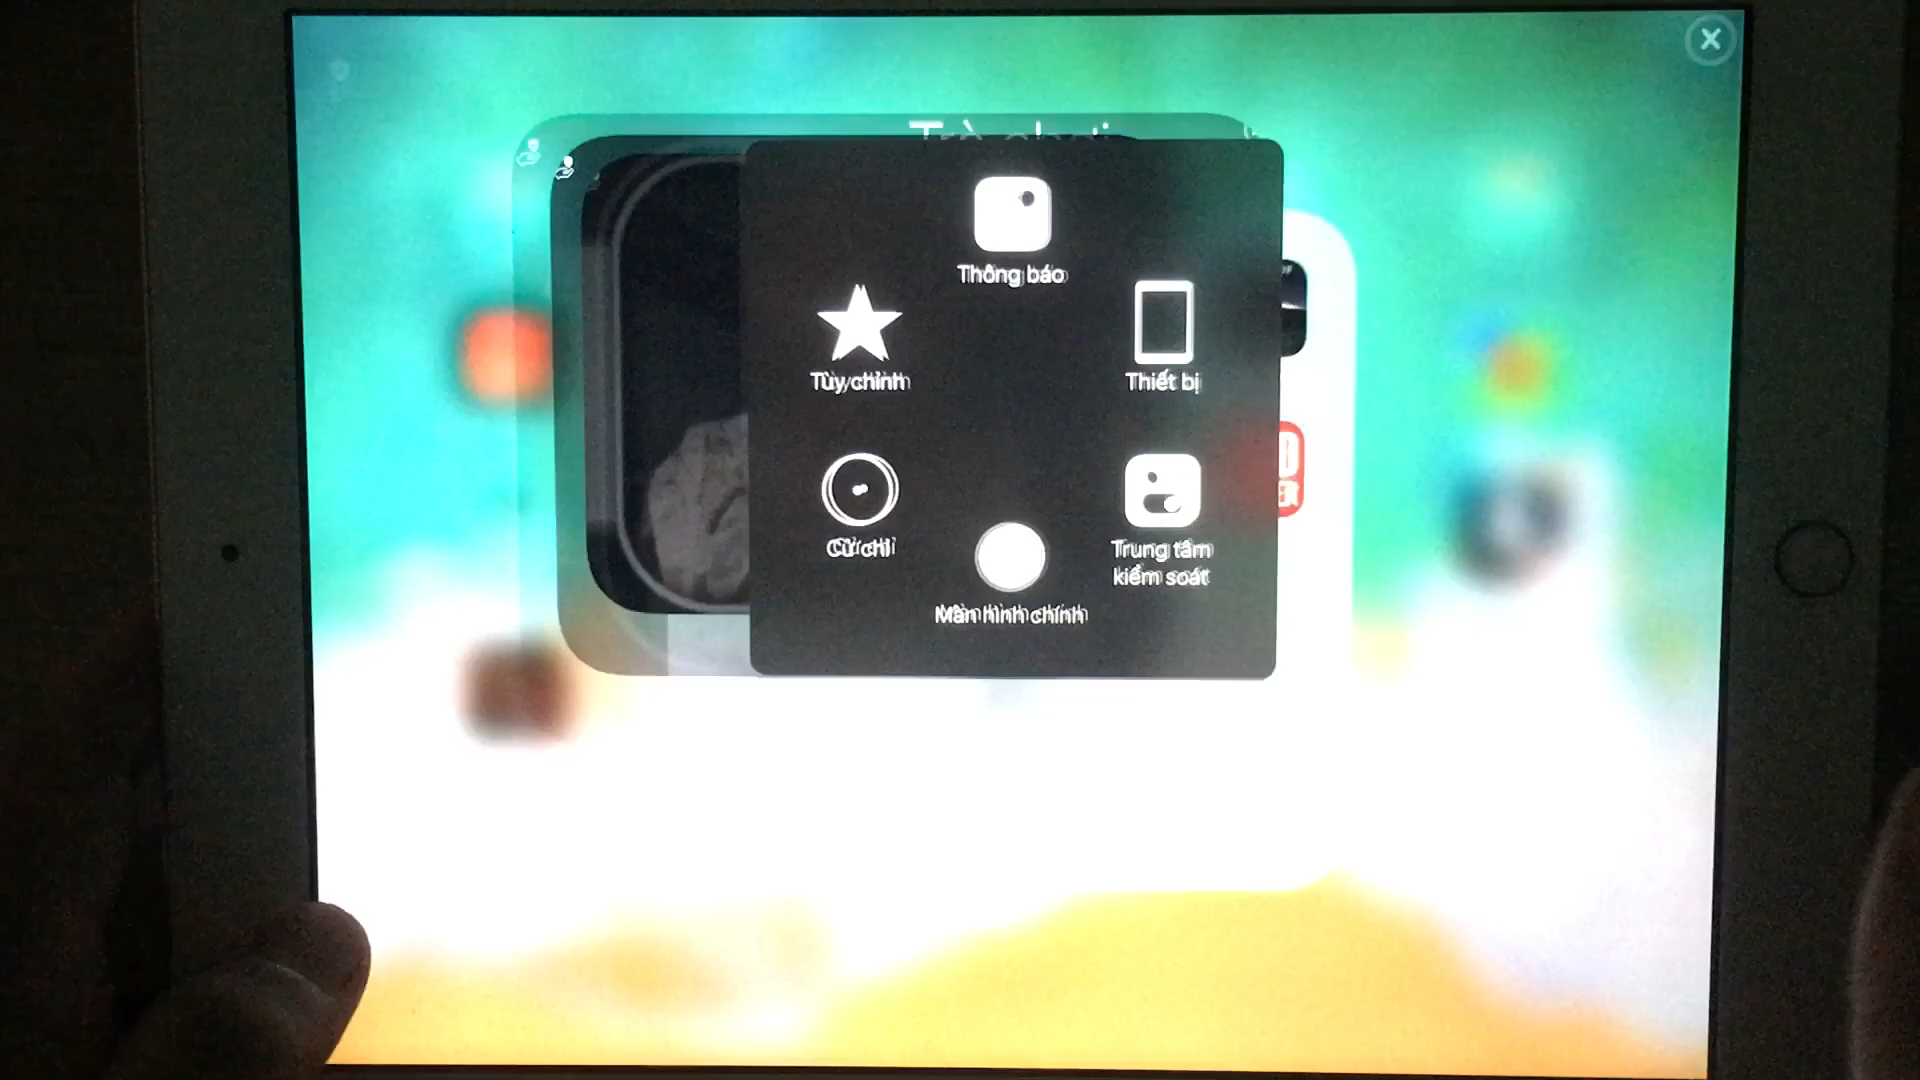 Thông báo
Tùy chỉnh
Thiết bị
Cử chỉ
Trung tâm
kiểm soát
Màn hình chính